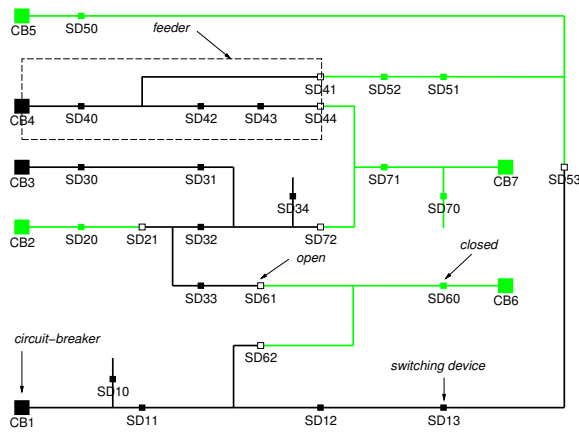 CB5
SD50
feeder
SD41
SD52
SD51
CB4
SD40
SD42
SD43
SD44
CB3
SD30
SD31
SD71
CB7
SD53
SD34
SD70
CB2
SD20
SD21
SD32
SD72
open
closed
SD33
SD61
SD60
CB6
circuit-breaker
SD62
switching device
SD10
CB1
SD11
SD12
SD13